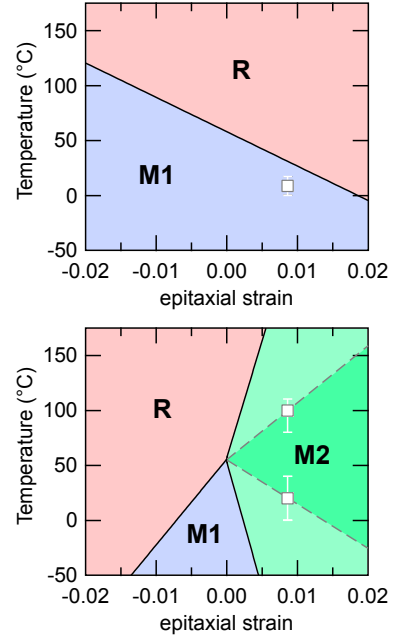 Temperature (°C)
150
100
50
0
-50
R
M1
-0.02
-0.01
0.00
0.01
0.02
epitaxial strain
Temperature (°C)
150
100
50
0
-50
R
M2
M1
-0.02
-0.01
0.00
0.01
0.02
epitaxial strain